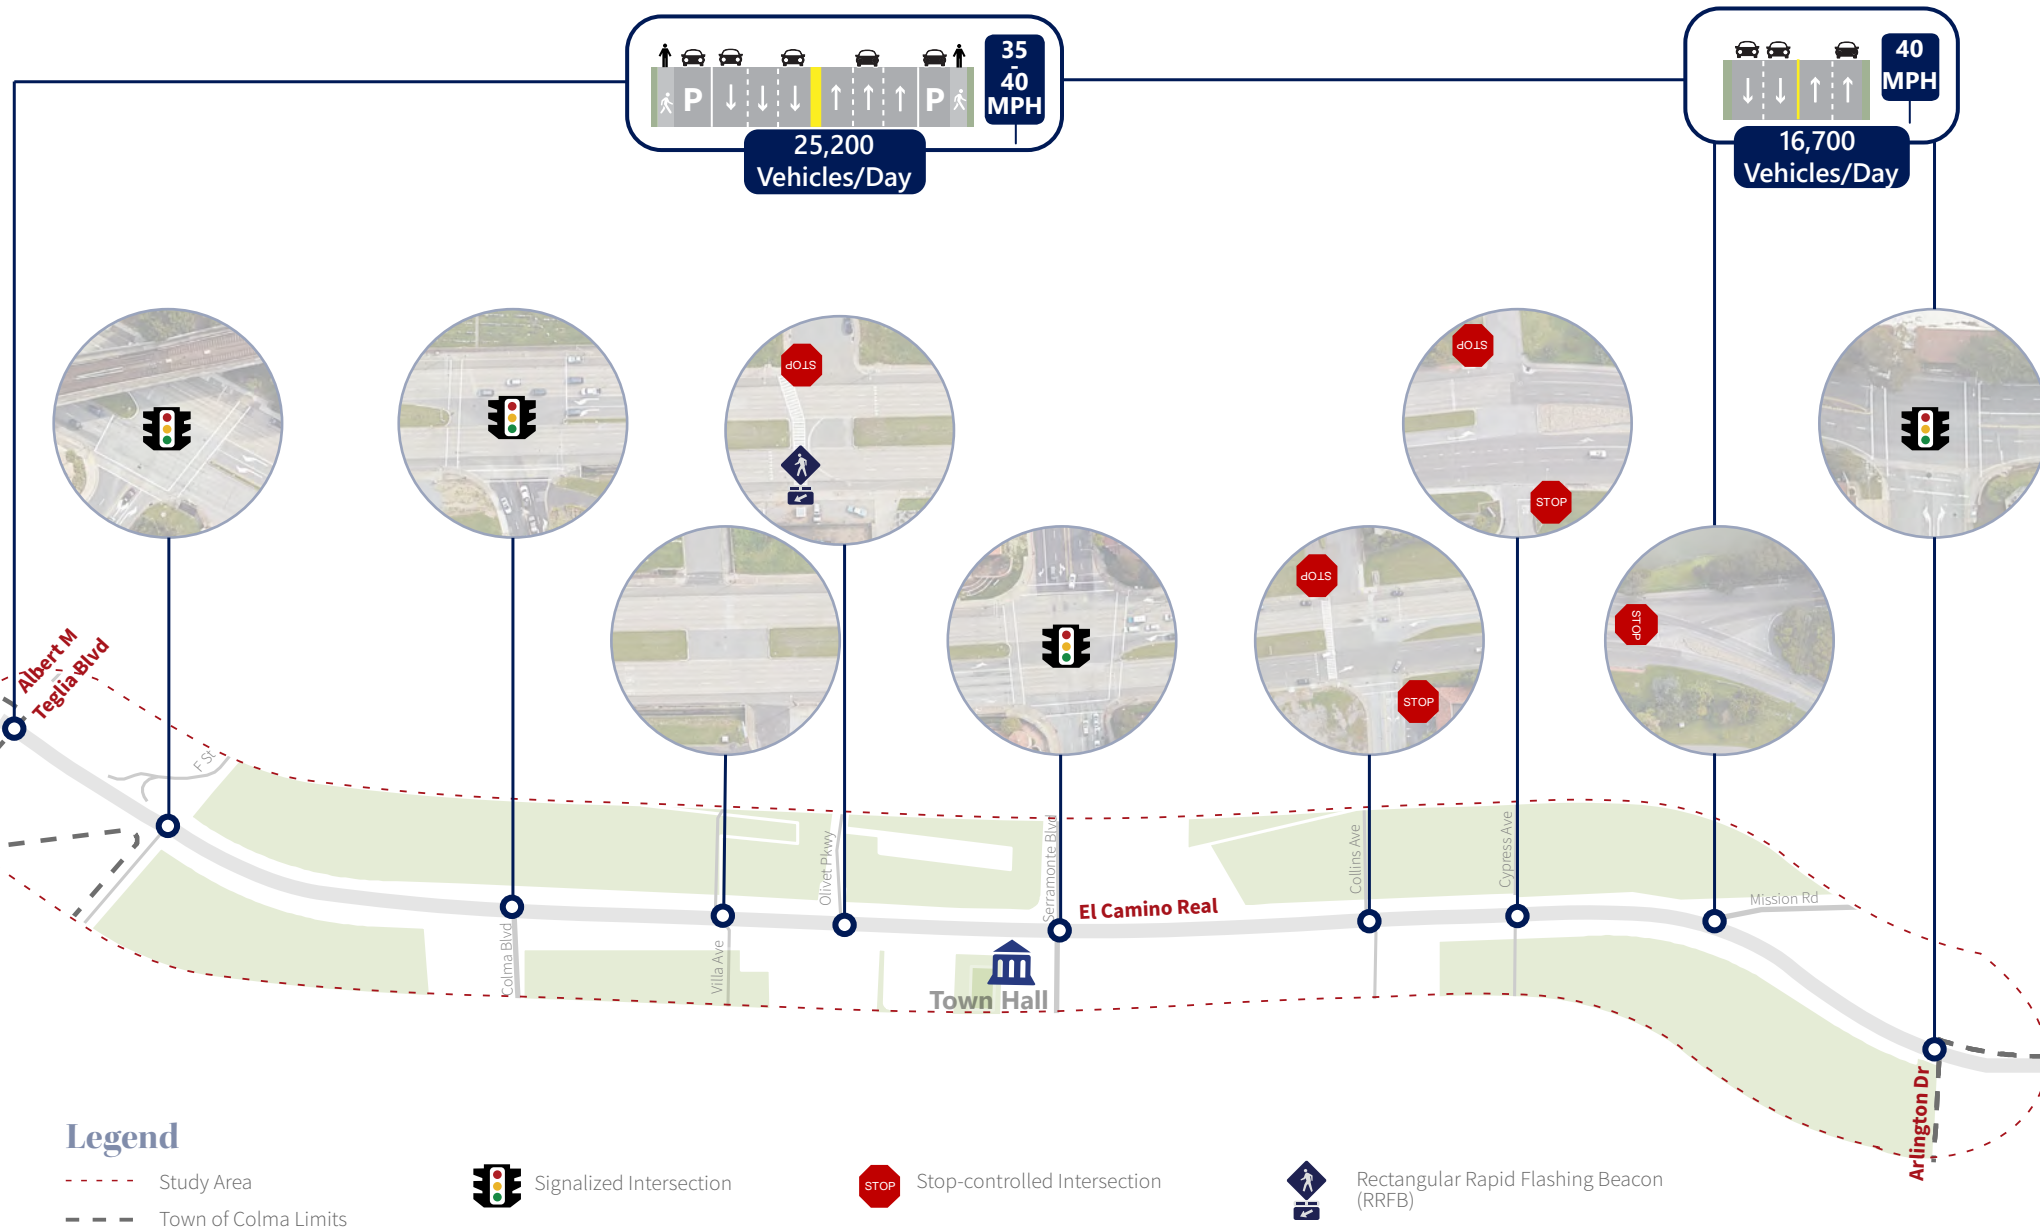 35
-
40
MPH
P
P
25,200
Vehicles/Day
40
MPH
16,700
Vehicles/Day
STOP
STOP
STOP
STOP
STOP
STOP
Albert M
Teglia Blvd
F St
Colma Blvd
Villa Ave
Olivet Pkwy
Serramonte Blvd
El Camino Real
Town Hall
Collins Ave
Cypress Ave
Mission Rd
Arlington Dr
Legend
Study Area
Town of Colma Limits
Signalized Intersection
STOP
Stop-controlled Intersection
Rectangular Rapid Flashing Beacon
(RRFB)